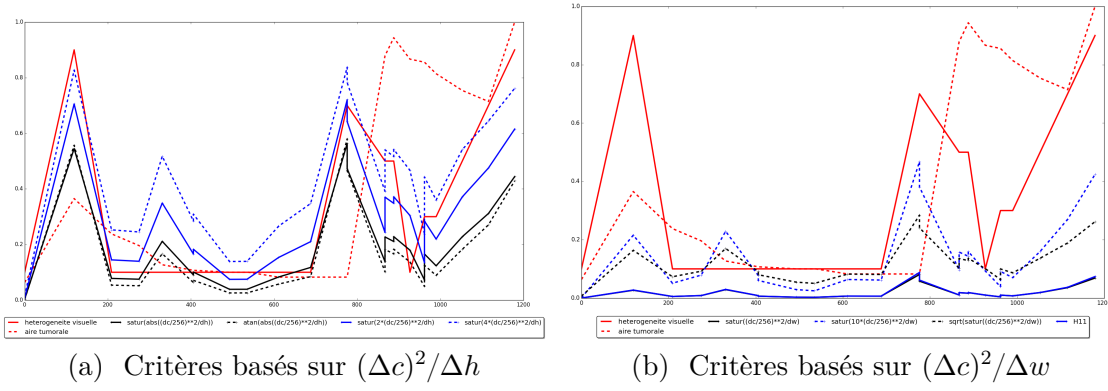 1.0
0.8
0.6
0.4
0.2
0.0
0 200 400 600 800 1000 1200
heterogeneite visuelle satur(abs((dc/256)**2/dh)) atan(abs((dc/256)**2/dh)) satur(2*(dc/256)**2/dh) satur(4*(dc/256)**2/dh)
aire tumorale
(a) Critères basés sur (Δc)²/Δh
1.0
0.8
0.6
0.4
0.2
0.0
0 200 400 600 800 1000 1200
heterogeneite visuelle satur((dc/256)**2/dw) satur(10*(dc/256)**2/dw) sqrt(satur((dc/256)**2/dw)) H11
aire tumorale
(b) Critères basés sur (Δc)²/Δw